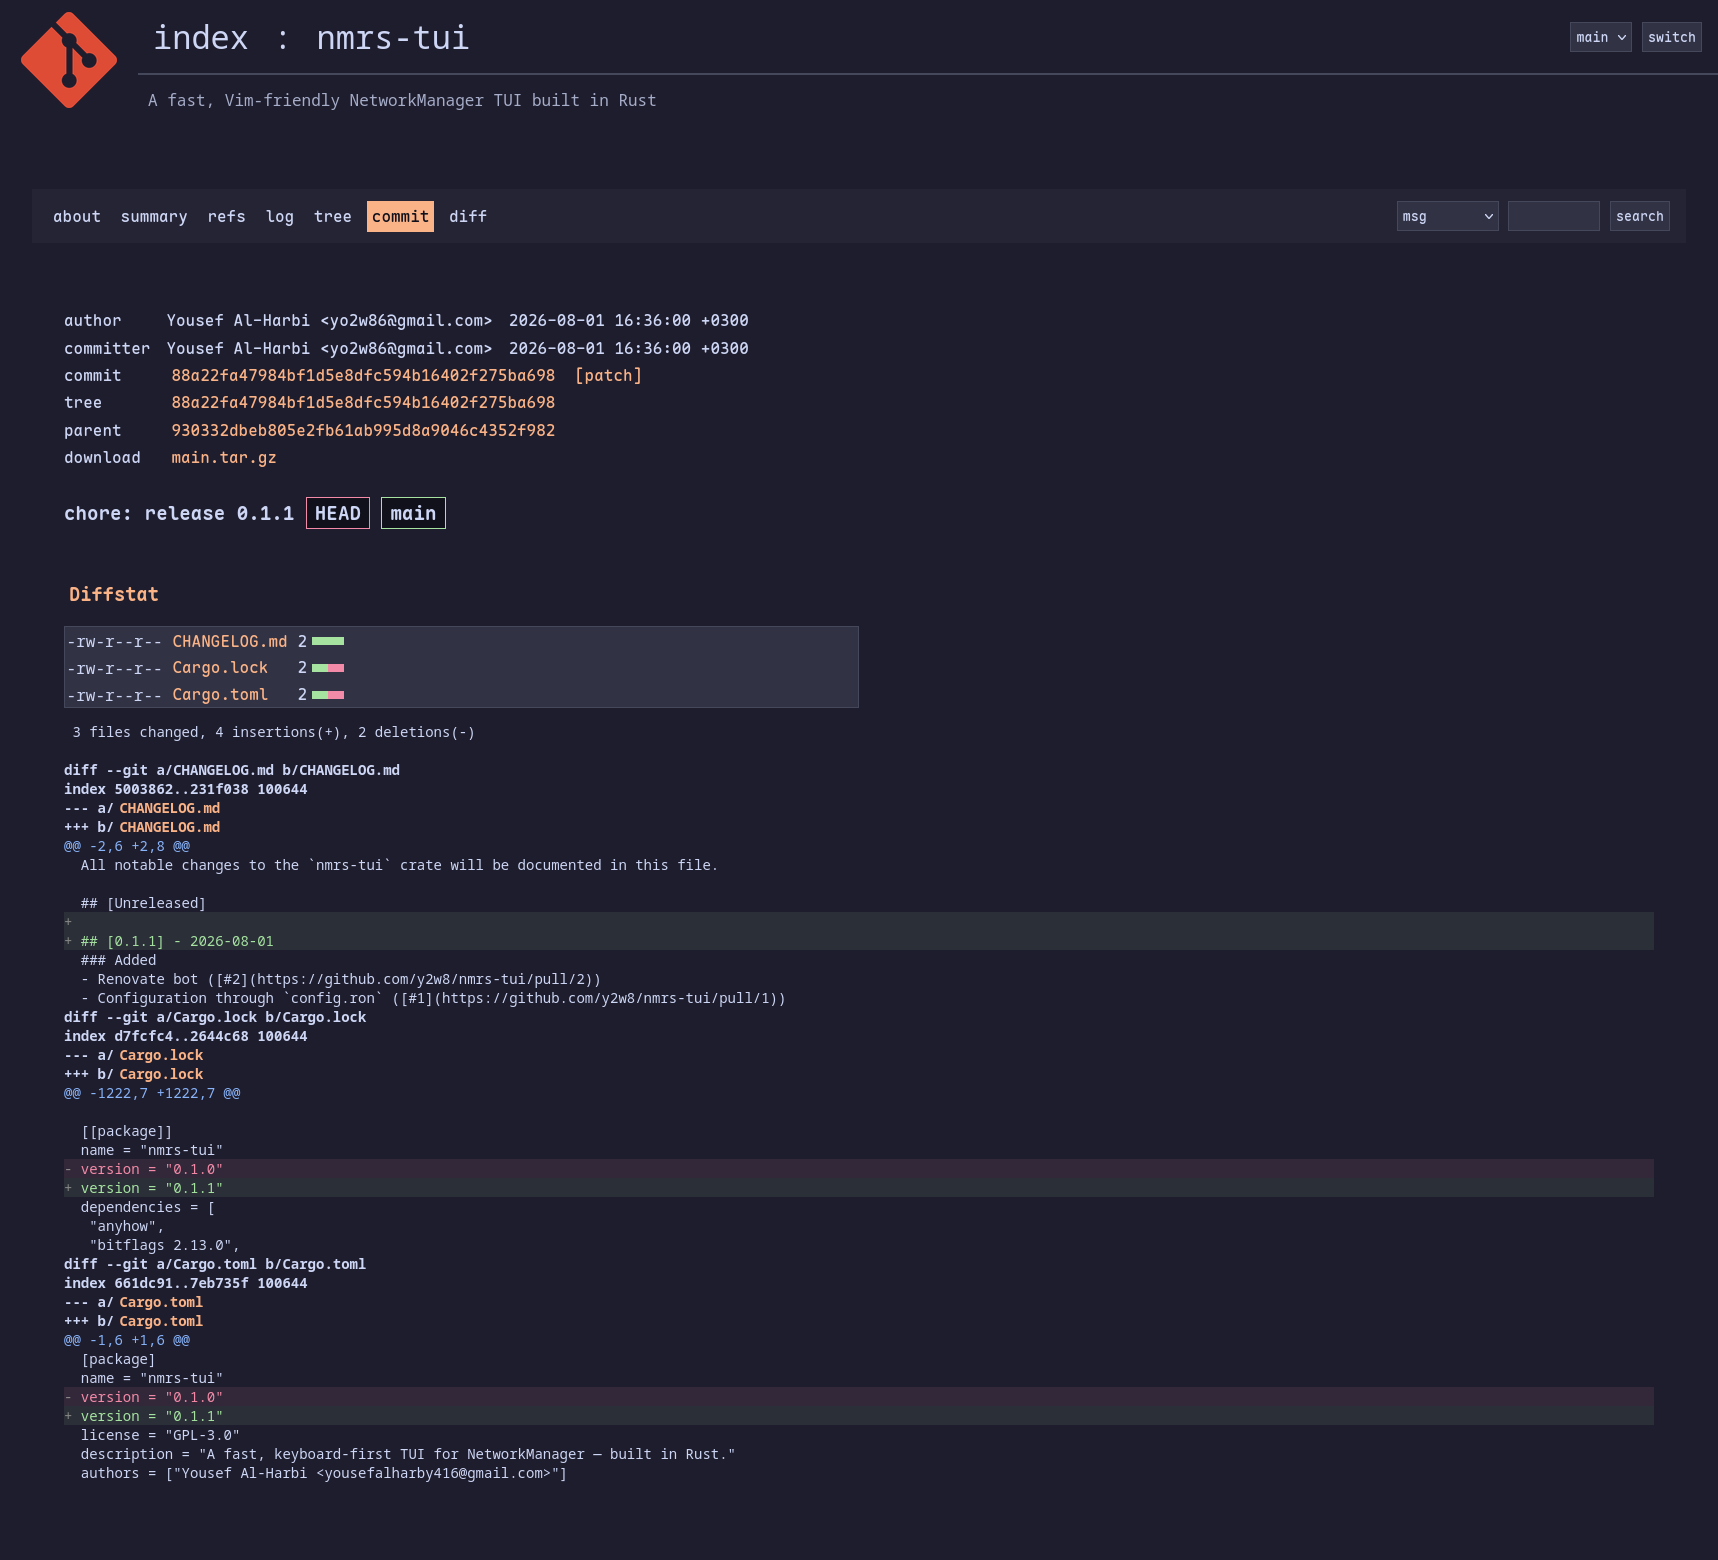 index : nmrs-tui
main
switch
A fast, Vim-friendly NetworkManager TUI built in Rust
about summary refs log tree commit diff
msg
search
author Yousef Al-Harbi <yo2w86@gmail.com> 2026-08-01 16:36:00 +0300
committer Yousef Al-Harbi <yo2w86@gmail.com> 2026-08-01 16:36:00 +0300
commit 88a22fa47984bf1d5e8dfc594b16402f275ba698 [patch]
tree 88a22fa47984bf1d5e8dfc594b16402f275ba698
parent 930332dbeb805e2fb61ab995d8a9046c4352f982
download main.tar.gz
chore: release 0.1.1 HEAD main
Diffstat
-rw-r--r-- CHANGELOG.md 2
-rw-r--r-- Cargo.lock 2
-rw-r--r-- Cargo.toml 2
3 files changed, 4 insertions(+), 2 deletions(-)
diff --git a/CHANGELOG.md b/CHANGELOG.md
index 5003862..231f038 100644
--- a/CHANGELOG.md
+++ b/CHANGELOG.md
@@ -2,6 +2,8 @@
All notable changes to the `nmrs-tui` crate will be documented in this file.
## [Unreleased]
+
+ ## [0.1.1] - 2026-08-01
### Added
- Renovate bot ([#2](https://github.com/y2w8/nmrs-tui/pull/2))
- Configuration through `config.ron` ([#1](https://github.com/y2w8/nmrs-tui/pull/1))
diff --git a/Cargo.lock b/Cargo.lock
index d7fcfc4..2644c68 100644
--- a/Cargo.lock
+++ b/Cargo.lock
@@ -1222,7 +1222,7 @@
[[package]]
name = "nmrs-tui"
- version = "0.1.0"
+ version = "0.1.1"
dependencies = [
"anyhow",
"bitflags 2.13.0",
diff --git a/Cargo.toml b/Cargo.toml
index 661dc91..7eb735f 100644
--- a/Cargo.toml
+++ b/Cargo.toml
@@ -1,6 +1,6 @@
[package]
name = "nmrs-tui"
- version = "0.1.0"
+ version = "0.1.1"
license = "GPL-3.0"
description = "A fast, keyboard-first TUI for NetworkManager — built in Rust."
authors = ["Yousef Al-Harbi <yousefalharby416@gmail.com>"]